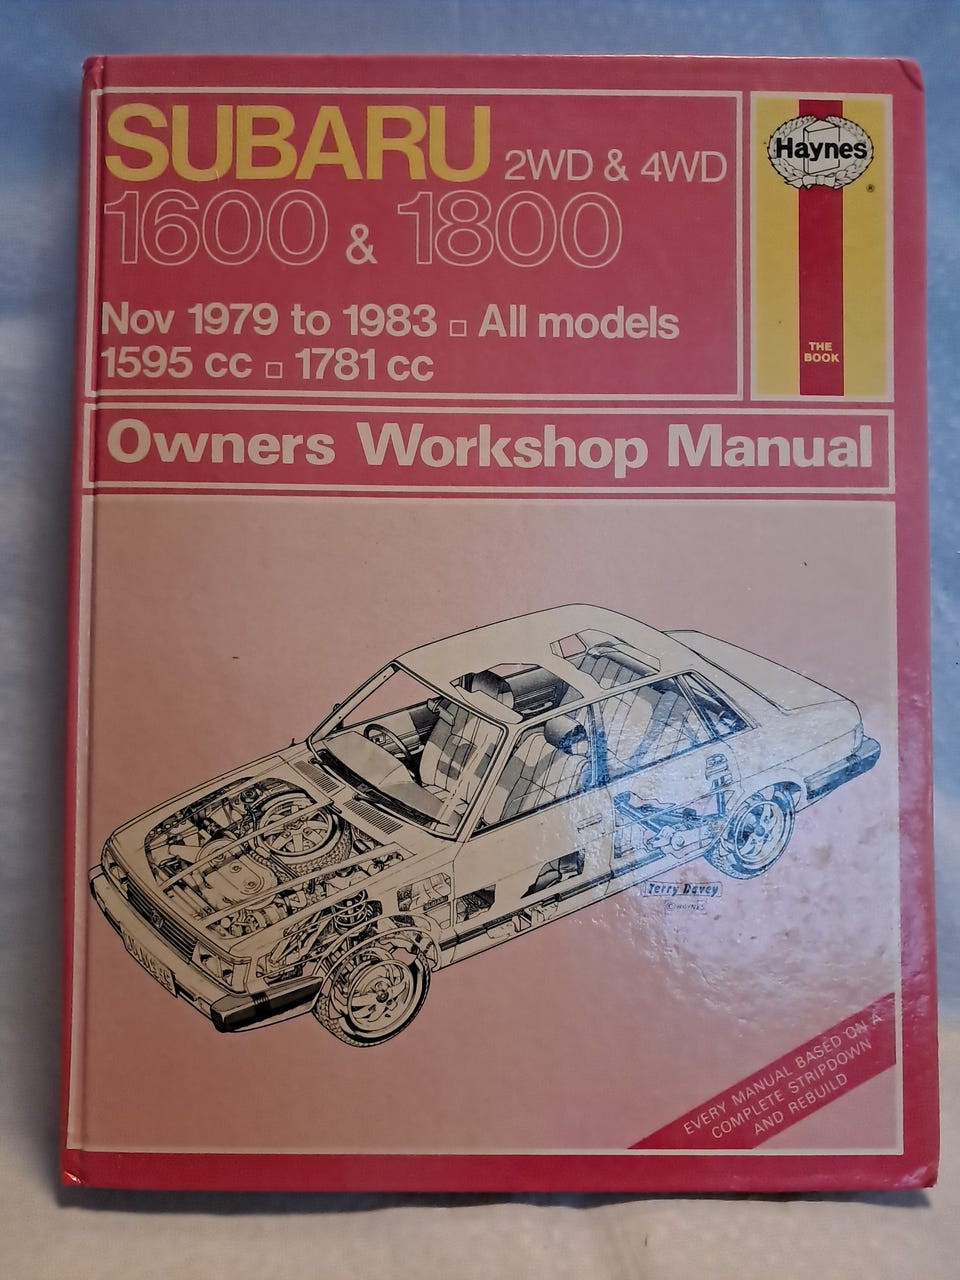 SUBARU 2WD & 4WD
1600 & 1800
Nov 1979 to 1983 □ All models
1595 cc □ 1781 cc
Haynes
®
THE
BOOK
Owners Workshop Manual
Terry Davey
© HAYNES
EVERY MANUAL BASED ON A
COMPLETE STRIPDOWN
AND REBUILD